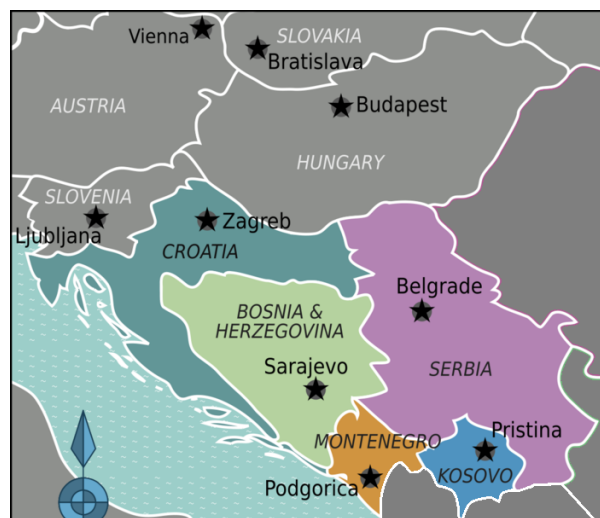 Vienna
SLOVAKIA
Bratislava
AUSTRIA
Budapest
HUNGARY
SLOVENIA
Ljubljana
Zagreb
CROATIA
Belgrade
BOSNIA &
HERZEGOVINA
Sarajevo
SERBIA
Pristina
MONTENEGRO
KOSOVO
Podgorica